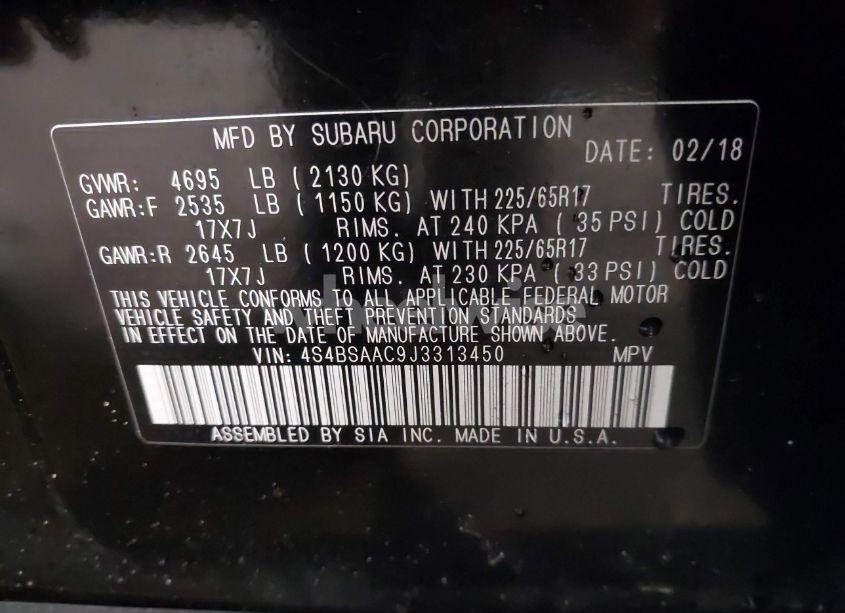 MFD BY SUBARU CORPORATION DATE: 02/18
GVWR: 4695 LB (2130 KG)
GAWR:F 2535 LB (1150 KG) WITH 225/65R17 TIRES.
17X7J RIMS. AT 240 KPA (35 PSI) COLD
GAWR:R 2645 LB (1200 KG) WITH 225/65R17 TIRES.
17X7J RIMS. AT 230 KPA (33 PSI) COLD
THIS VEHICLE CONFORMS TO ALL APPLICABLE FEDERAL MOTOR
VEHICLE SAFETY AND THEFT PREVENTION STANDARDS
IN EFFECT ON THE DATE OF MANUFACTURE SHOWN ABOVE.
VIN: 4S4BSAAC9J3313450 MPV
ASSEMBLED BY SIA INC. MADE IN U.S.A.